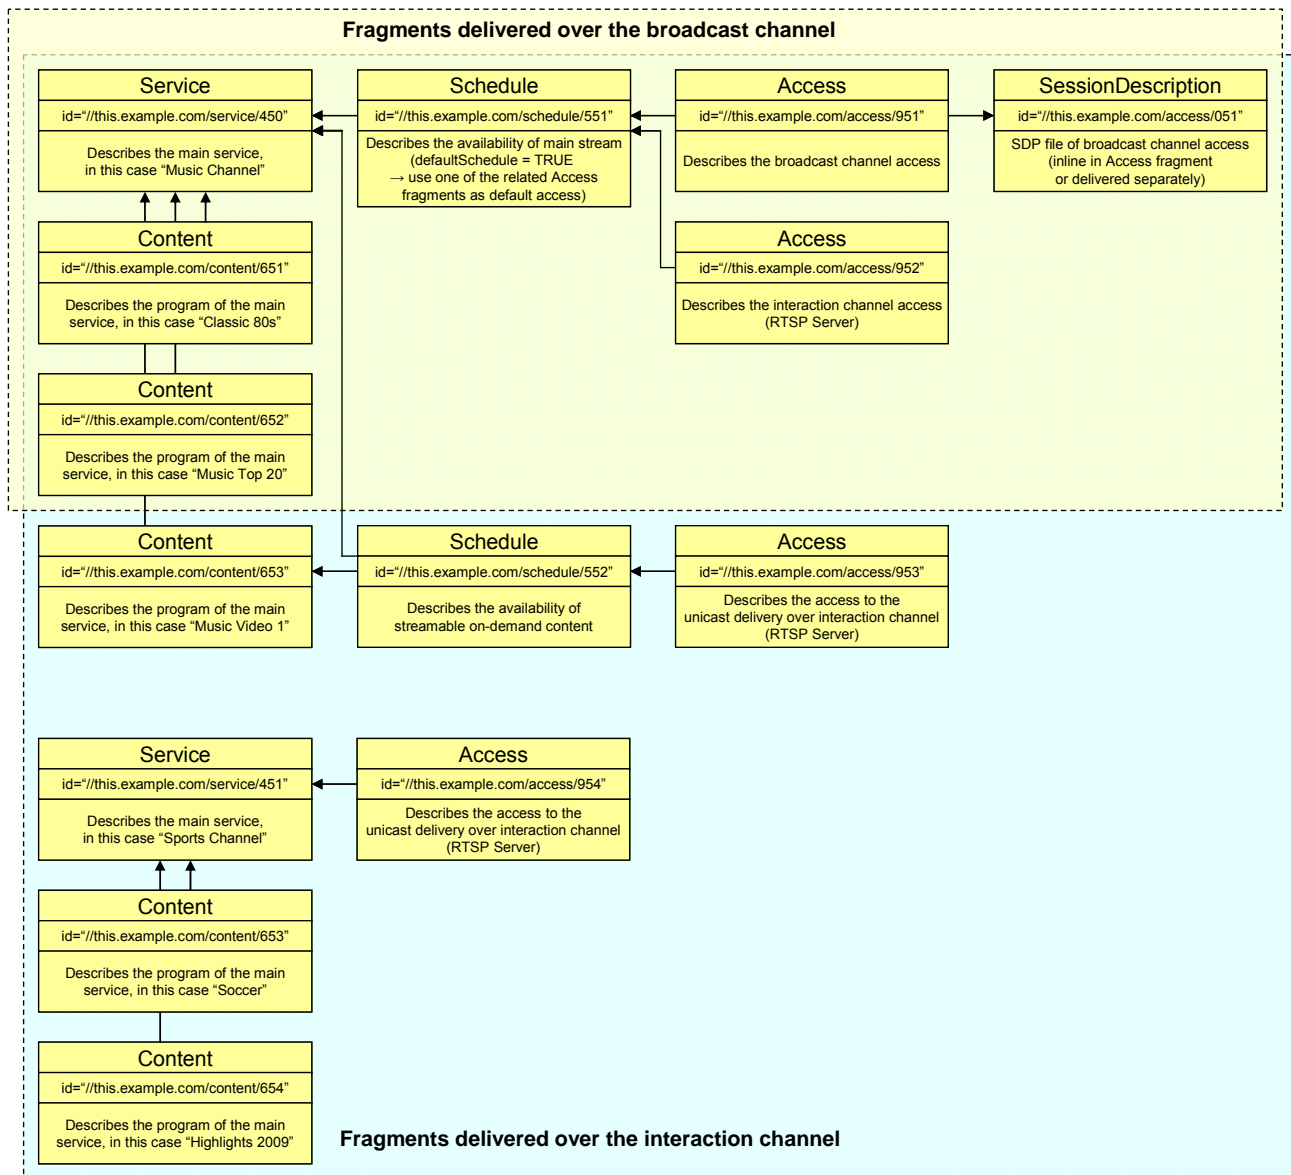 Fragments delivered over the broadcast channel
Service
id=“//this.example.com/service/450”
Describes the main service,
in this case “Music Channel”
Schedule
id=“//this.example.com/schedule/551”
Describes the availability of main stream
(defaultSchedule = TRUE
→ use one of the related Access
fragments as default access)
Access
id=“//this.example.com/access/951”
Describes the broadcast channel access
SessionDescription
id=“//this.example.com/access/051”
SDP file of broadcast channel access
(inline in Access fragment
or delivered separately)
Content
id=“//this.example.com/content/651”
Describes the program of the main
service, in this case “Classic 80s”
Access
id=“//this.example.com/access/952”
Describes the interaction channel access
(RTSP Server)
Content
id=“//this.example.com/content/652”
Describes the program of the main
service, in this case “Music Top 20”
Content
id=“//this.example.com/content/653”
Describes the program of the main
service, in this case “Music Video 1”
Schedule
id=“//this.example.com/schedule/552”
Describes the availability of
streamable on-demand content
Access
id=“//this.example.com/access/953”
Describes the access to the
unicast delivery over interaction channel
(RTSP Server)
Service
id=“//this.example.com/service/451”
Describes the main service,
in this case “Sports Channel”
Access
id=“//this.example.com/access/954”
Describes the access to the
unicast delivery over interaction channel
(RTSP Server)
Content
id=“//this.example.com/content/653”
Describes the program of the main
service, in this case “Soccer”
Content
id=“//this.example.com/content/654”
Describes the program of the main
service, in this case “Highlights 2009”
Fragments delivered over the interaction channel